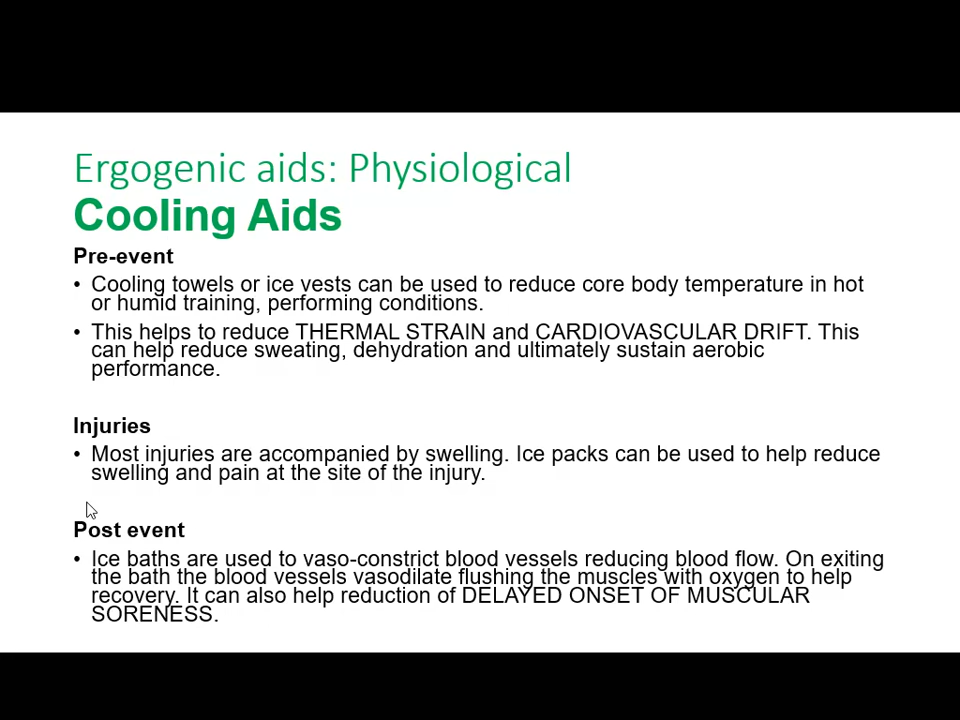 Ergogenic aids: Physiological
Cooling Aids
Pre-event
• Cooling towels or ice vests can be used to reduce core body temperature in hot
or humid training, performing conditions.
• This helps to reduce THERMAL STRAIN and CARDIOVASCULAR DRIFT. This
can help reduce sweating, dehydration and ultimately sustain aerobic
performance.
Injuries
• Most injuries are accompanied by swelling. Ice packs can be used to help reduce
swelling and pain at the site of the injury.
Post event
• Ice baths are used to vaso-constrict blood vessels reducing blood flow. On exiting
the bath the blood vessels vasodilate flushing the muscles with oxygen to help
recovery. It can also help reduction of DELAYED ONSET OF MUSCULAR
SORENESS.